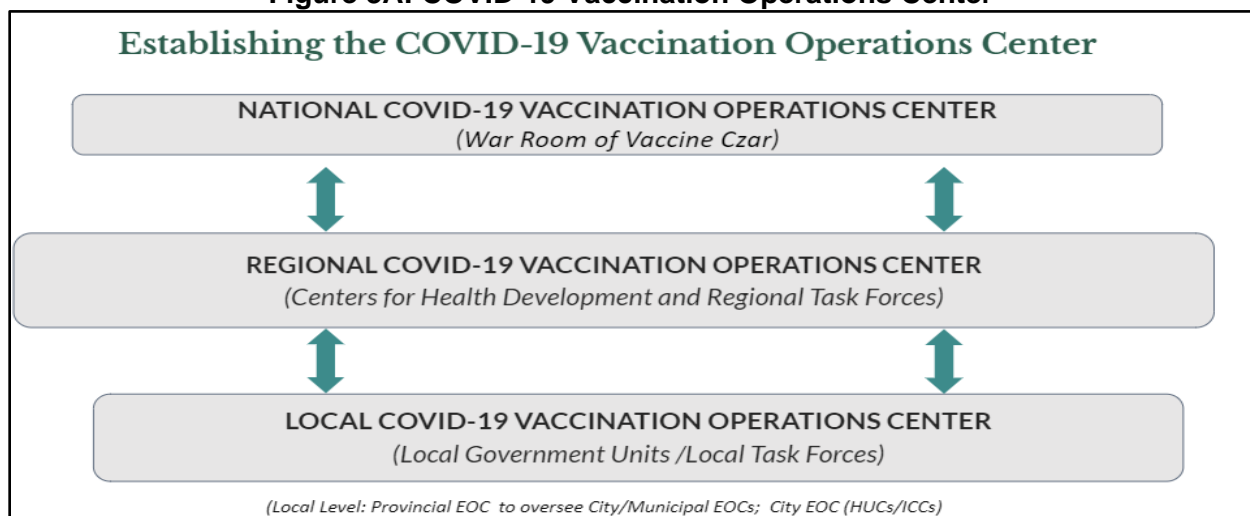 Establishing the COVID-19 Vaccination Operations Center
NATIONAL COVID-19 VACCINATION OPERATIONS CENTER
(War Room of Vaccine Czar)
REGIONAL COVID-19 VACCINATION OPERATIONS CENTER
(Centers for Health Development and Regional Task Forces)
LOCAL COVID-19 VACCINATION OPERATIONS CENTER
(Local Government Units /Local Task Forces)
(Local Level: Provincial EOC to oversee City/Municipal EOCs; City EOC (HUCs/ICCs)